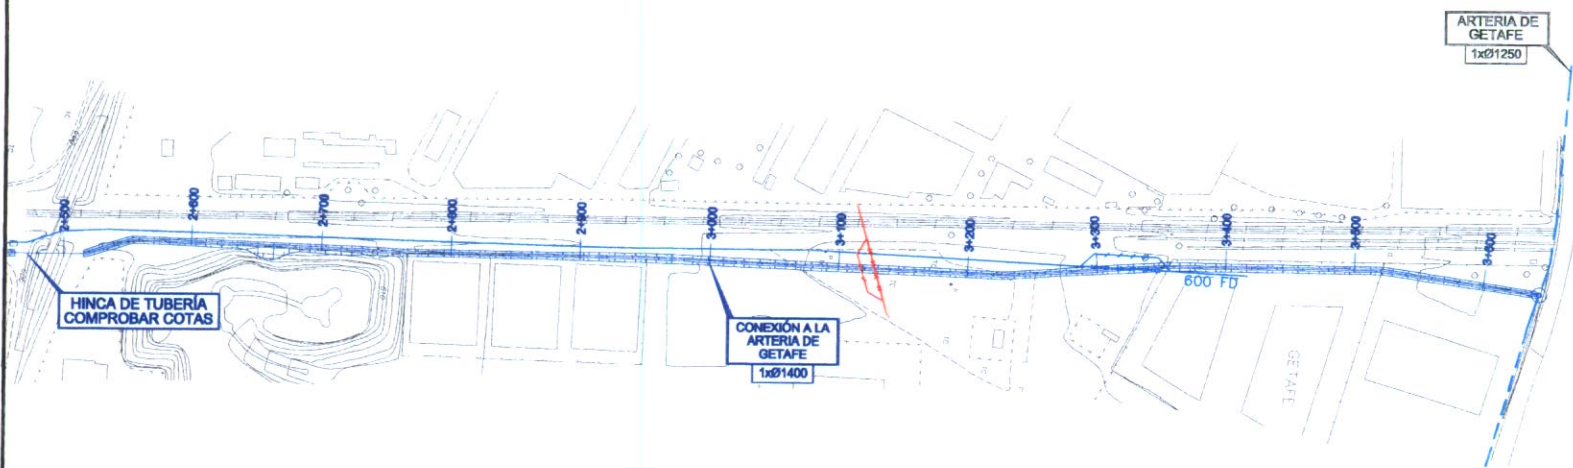 ARTERIA DE
GETAFE
1xØ1250
2+500
2+600
2+700
2+800
2+900
3+000
3+100
3+200
3+300
3+400
3+500
3+600
600 FD
HINCA DE TUBERÍA
COMPROBAR COTAS
CONEXIÓN A LA
ARTERIA DE
GETAFE
1xØ1400
GETAFE